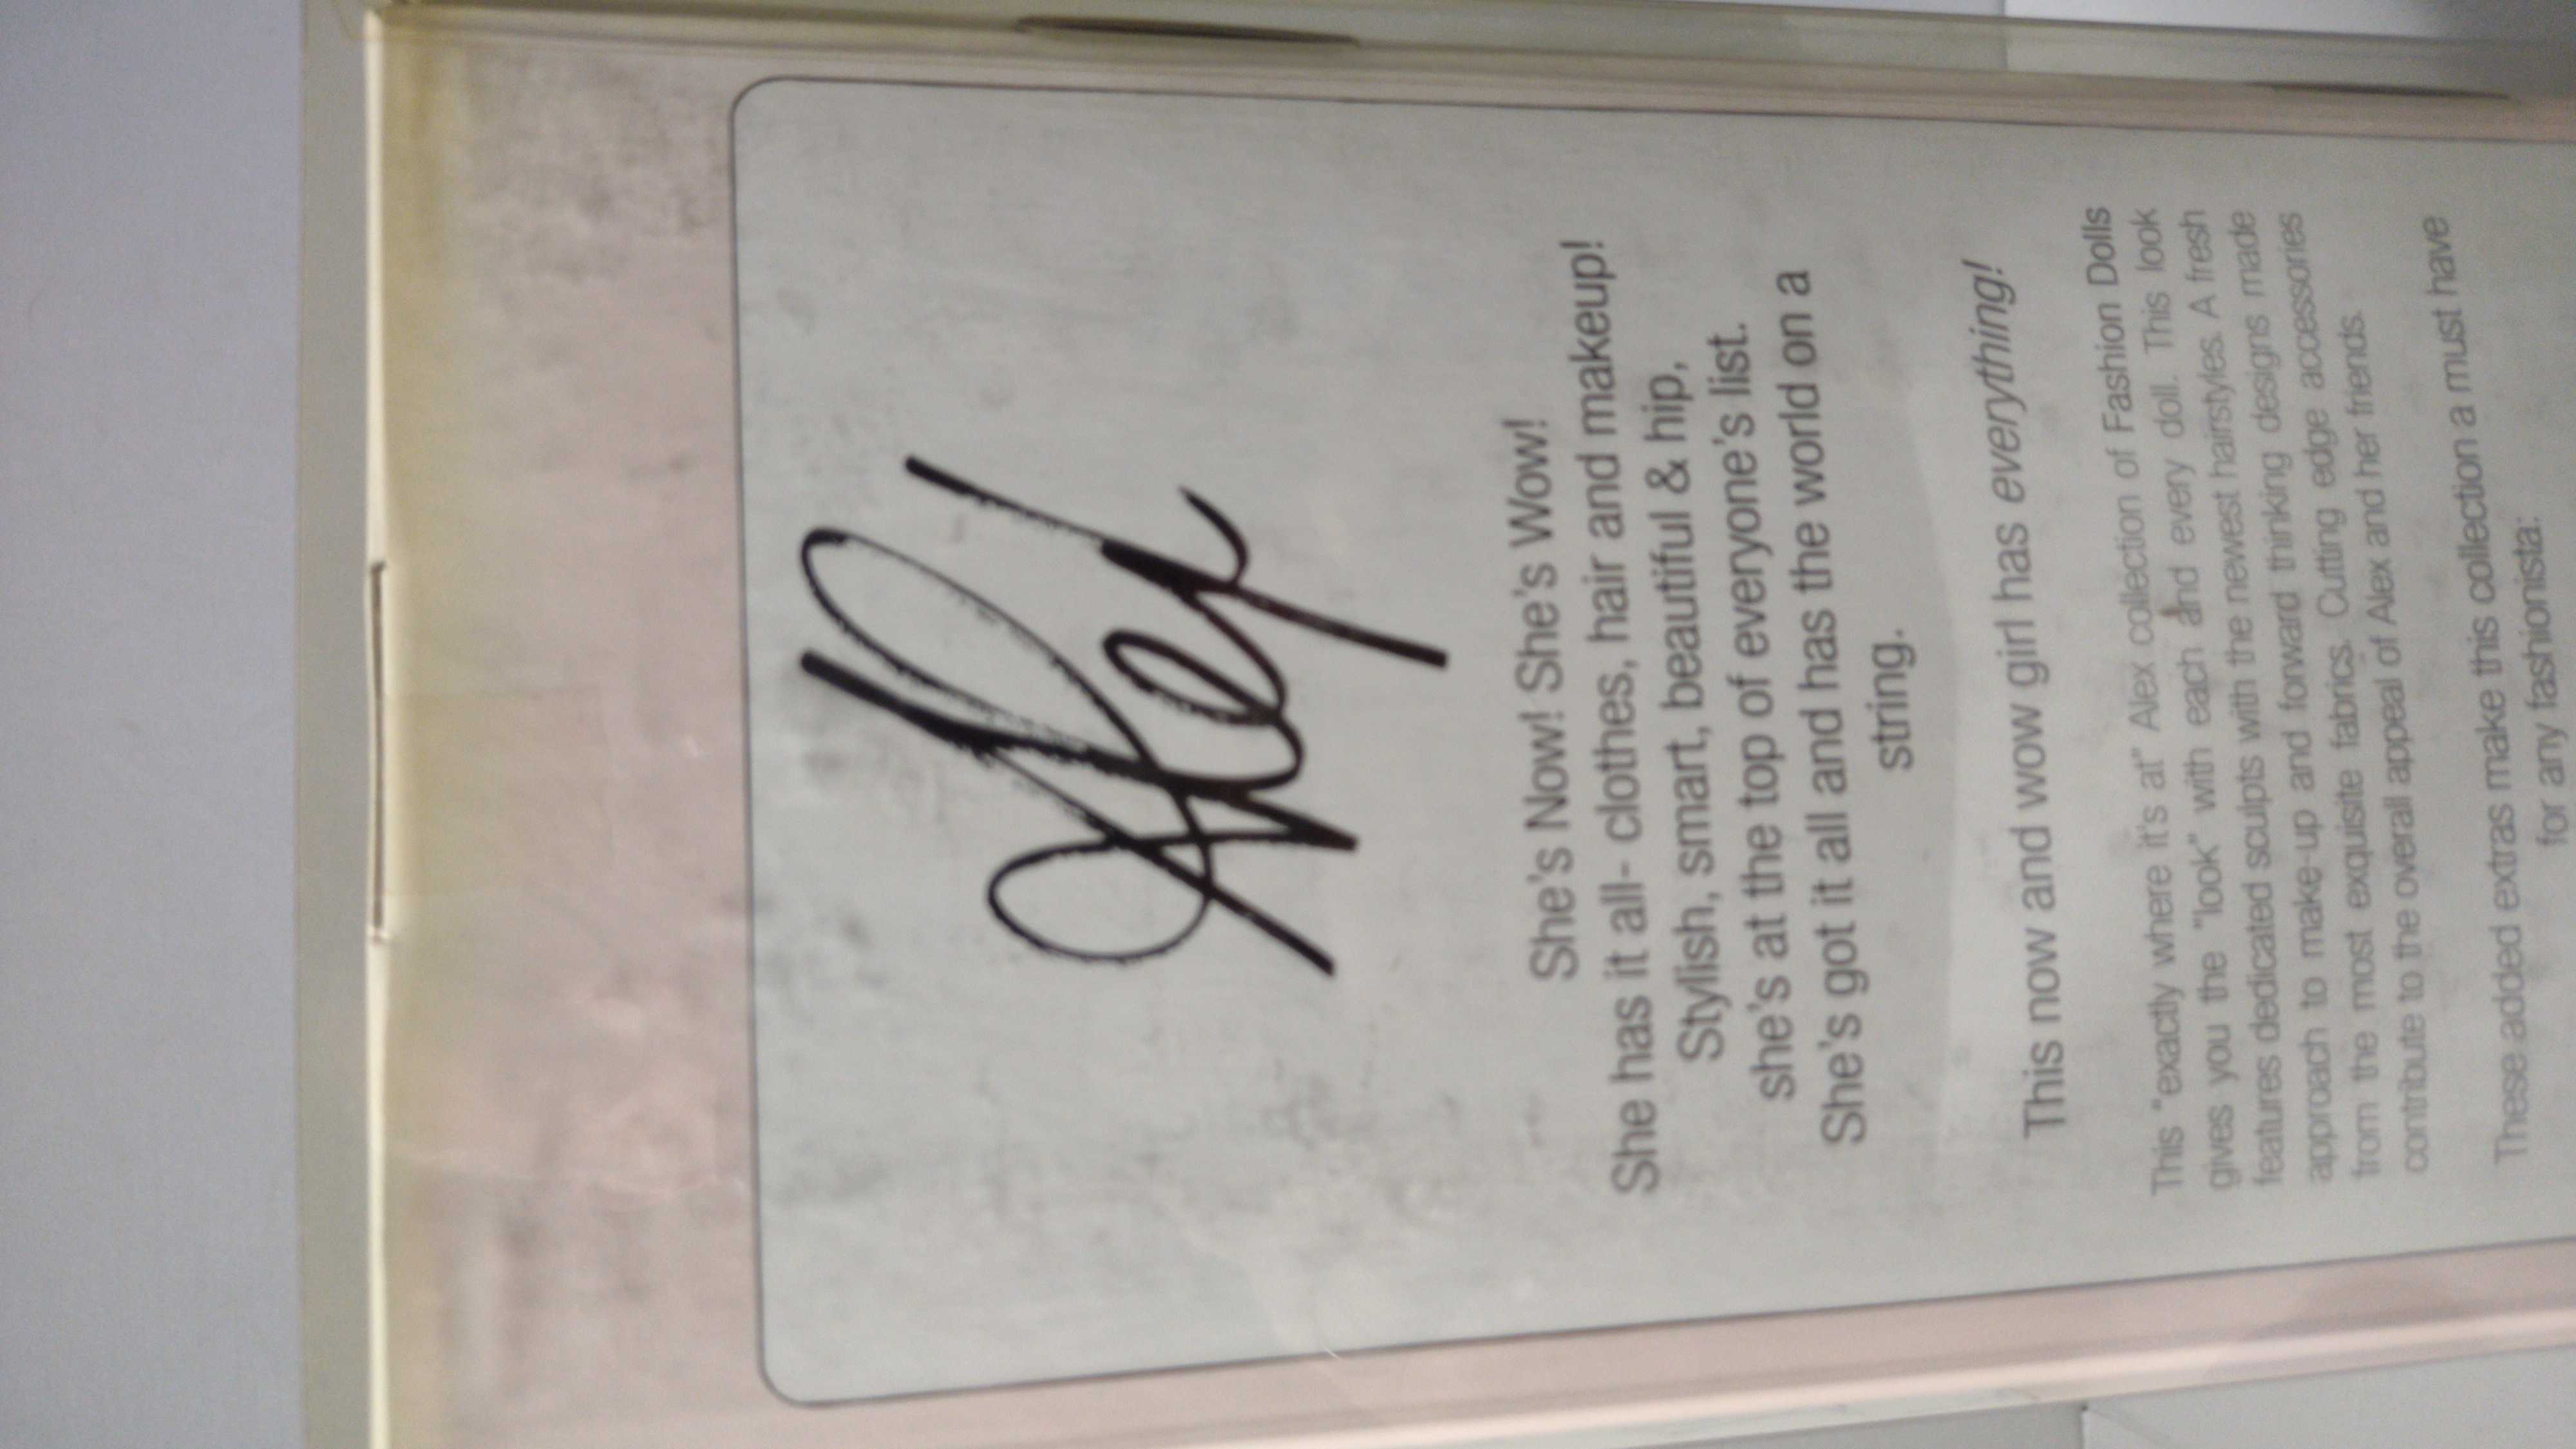 Alex
She's Now! She's Wow!
She has it all- clothes, hair and makeup!
Stylish, smart, beautiful & hip,
she's at the top of everyone's list.
She's got it all and has the world on a
string.
This now and wow girl has everything!
This "exactly where it's at" Alex collection of Fashion Dolls
gives you the "look" with each and every doll. This look
features dedicated sculpts with the newest hairstyles. A fresh
approach to make-up and forward thinking designs made
from the most exquisite fabrics. Cutting edge accessories
contribute to the overall appeal of Alex and her friends.
These added extras make this collection a must have
for any fashionista: